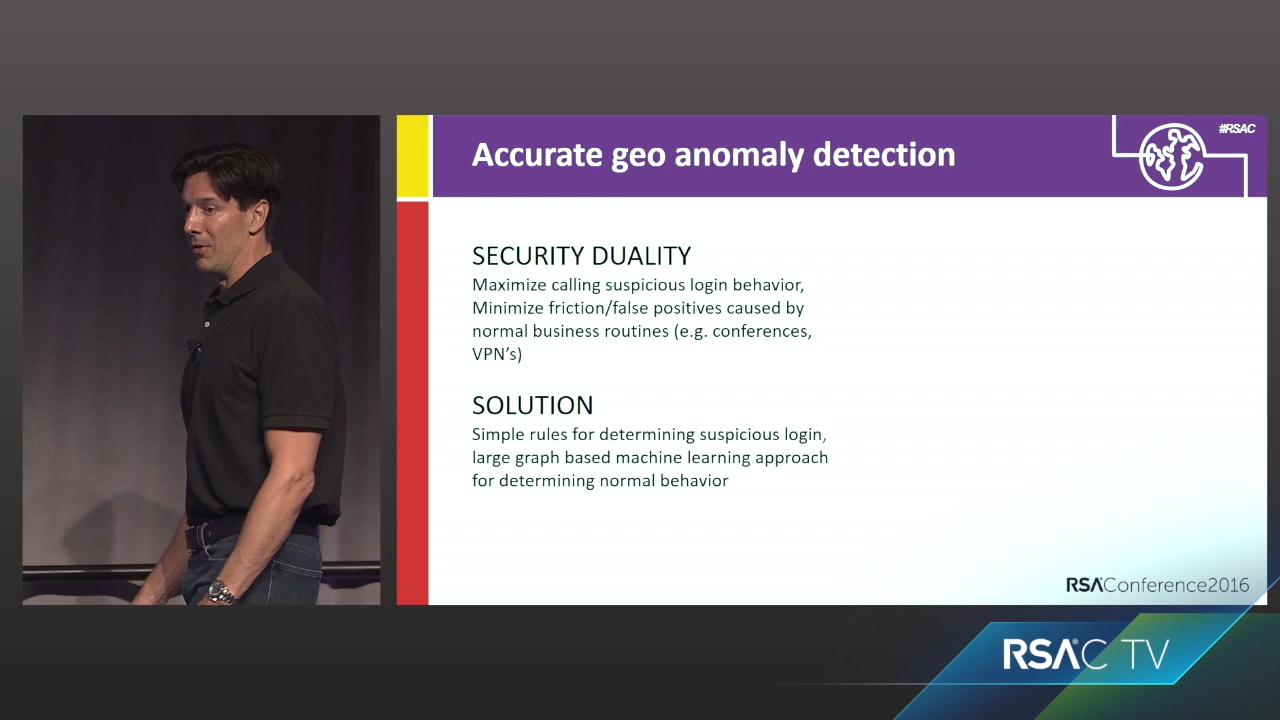 Accurate geo anomaly detection
#RSAC
SECURITY DUALITY
Maximize calling suspicious login behavior,
Minimize friction/false positives caused by
normal business routines (e.g. conferences,
VPN's)
SOLUTION
Simple rules for determining suspicious login,
large graph based machine learning approach
for determining normal behavior
RSAConference2016
RSAC TV